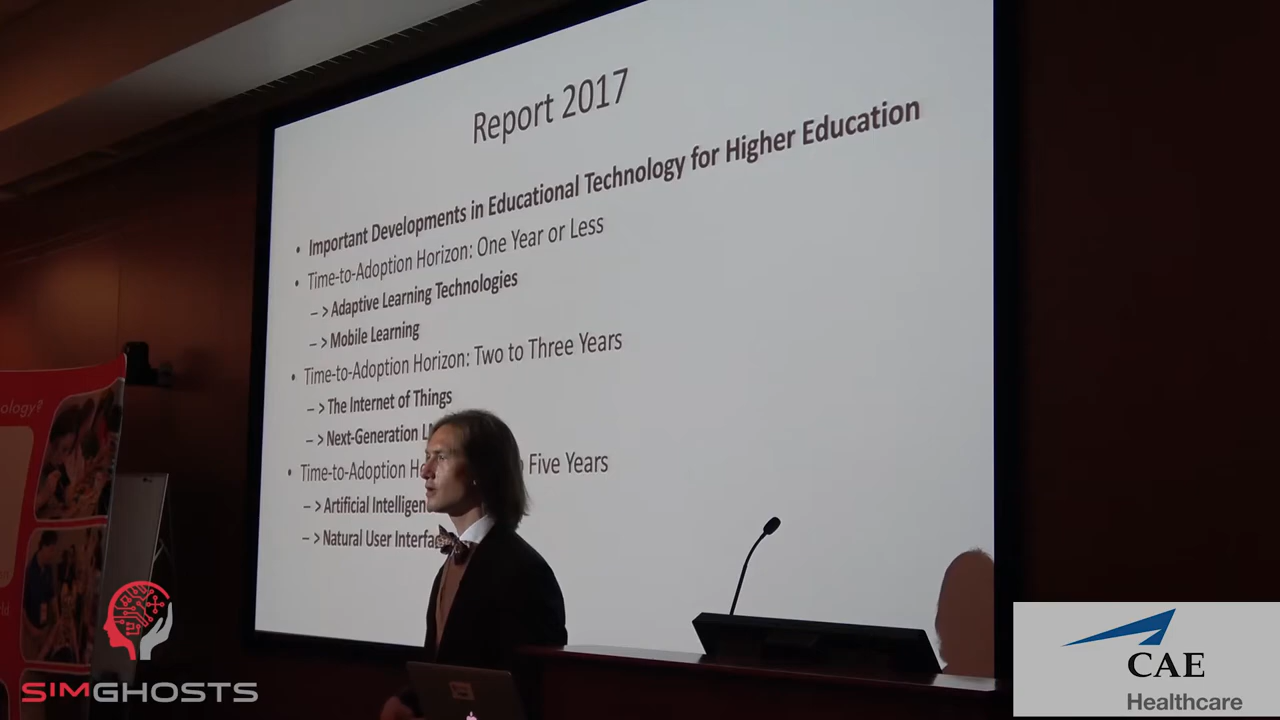 Report 2017
• Important Developments in Educational Technology for Higher Education
• Time-to-Adoption Horizon: One Year or Less
– > Adaptive Learning Technologies
– > Mobile Learning
• Time-to-Adoption Horizon: Two to Three Years
– > The Internet of Things
– > Next-Generation
• Time-to-Adoption Five Years
– > Artificial
– > Natural User
ology?
SIMGHOSTS
CAE
Healthcare